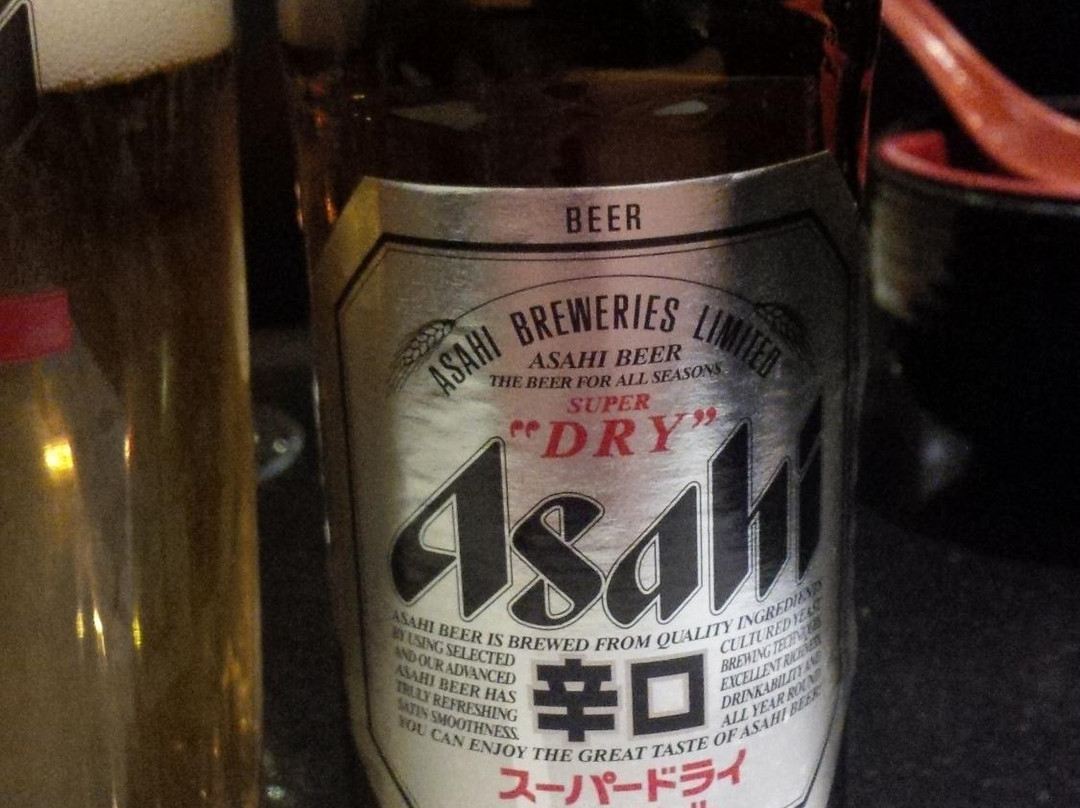 BEER
ASAHI BREWERIES LIMITED
ASAHI BEER
THE BEER FOR ALL SEASONS
SUPER
"DRY"
Asahi
ASAHI BEER IS BREWED FROM QUALITY INGREDIENTS
BY USING SELECTED
AND OUR ADVANCED
ASAHI BEER HAS
TRULY REFRESHING
SATIN SMOOTHNESS.
辛口
CULTURED YEAST
BREWING TECHNIQUES
EXCELLENT RICHNESS
DRINKABILITY AND
ALL YEAR ROUND
YOU CAN ENJOY THE GREAT TASTE OF ASAHI BEER
スーパードライ